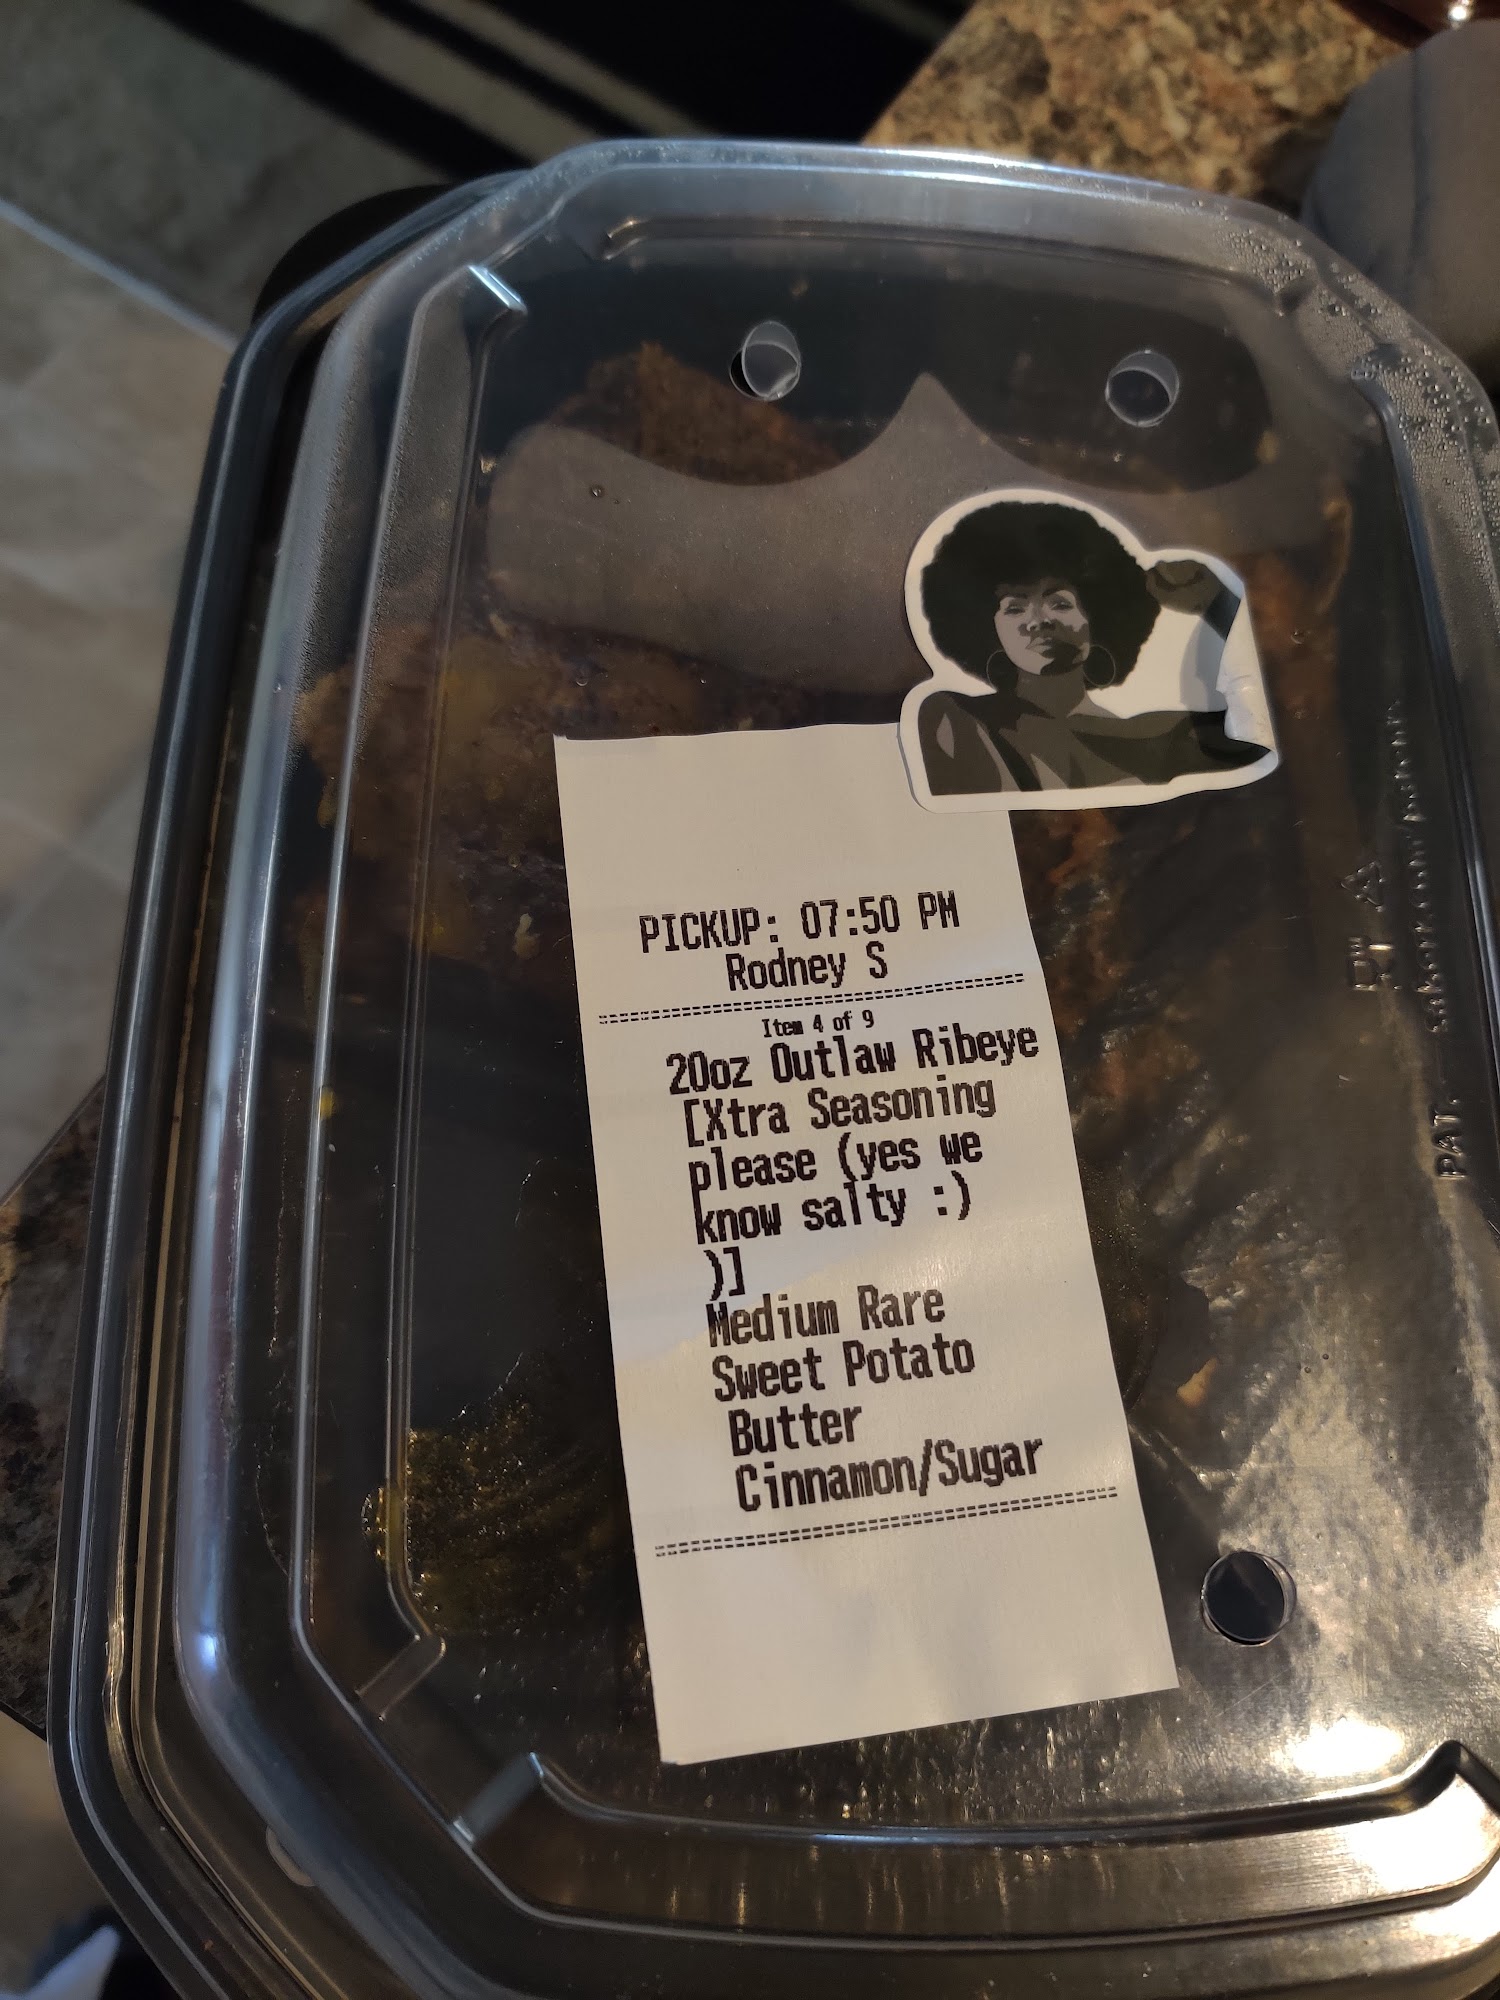 PICKUP: 07:50 PM
Rodney S
Item 4 of 9
20oz Outlaw Ribeye
[Xtra Seasoning
please (yes we
know salty :)
)]
Medium Rare
Sweet Potato
Butter
Cinnamon/Sugar
PAT.